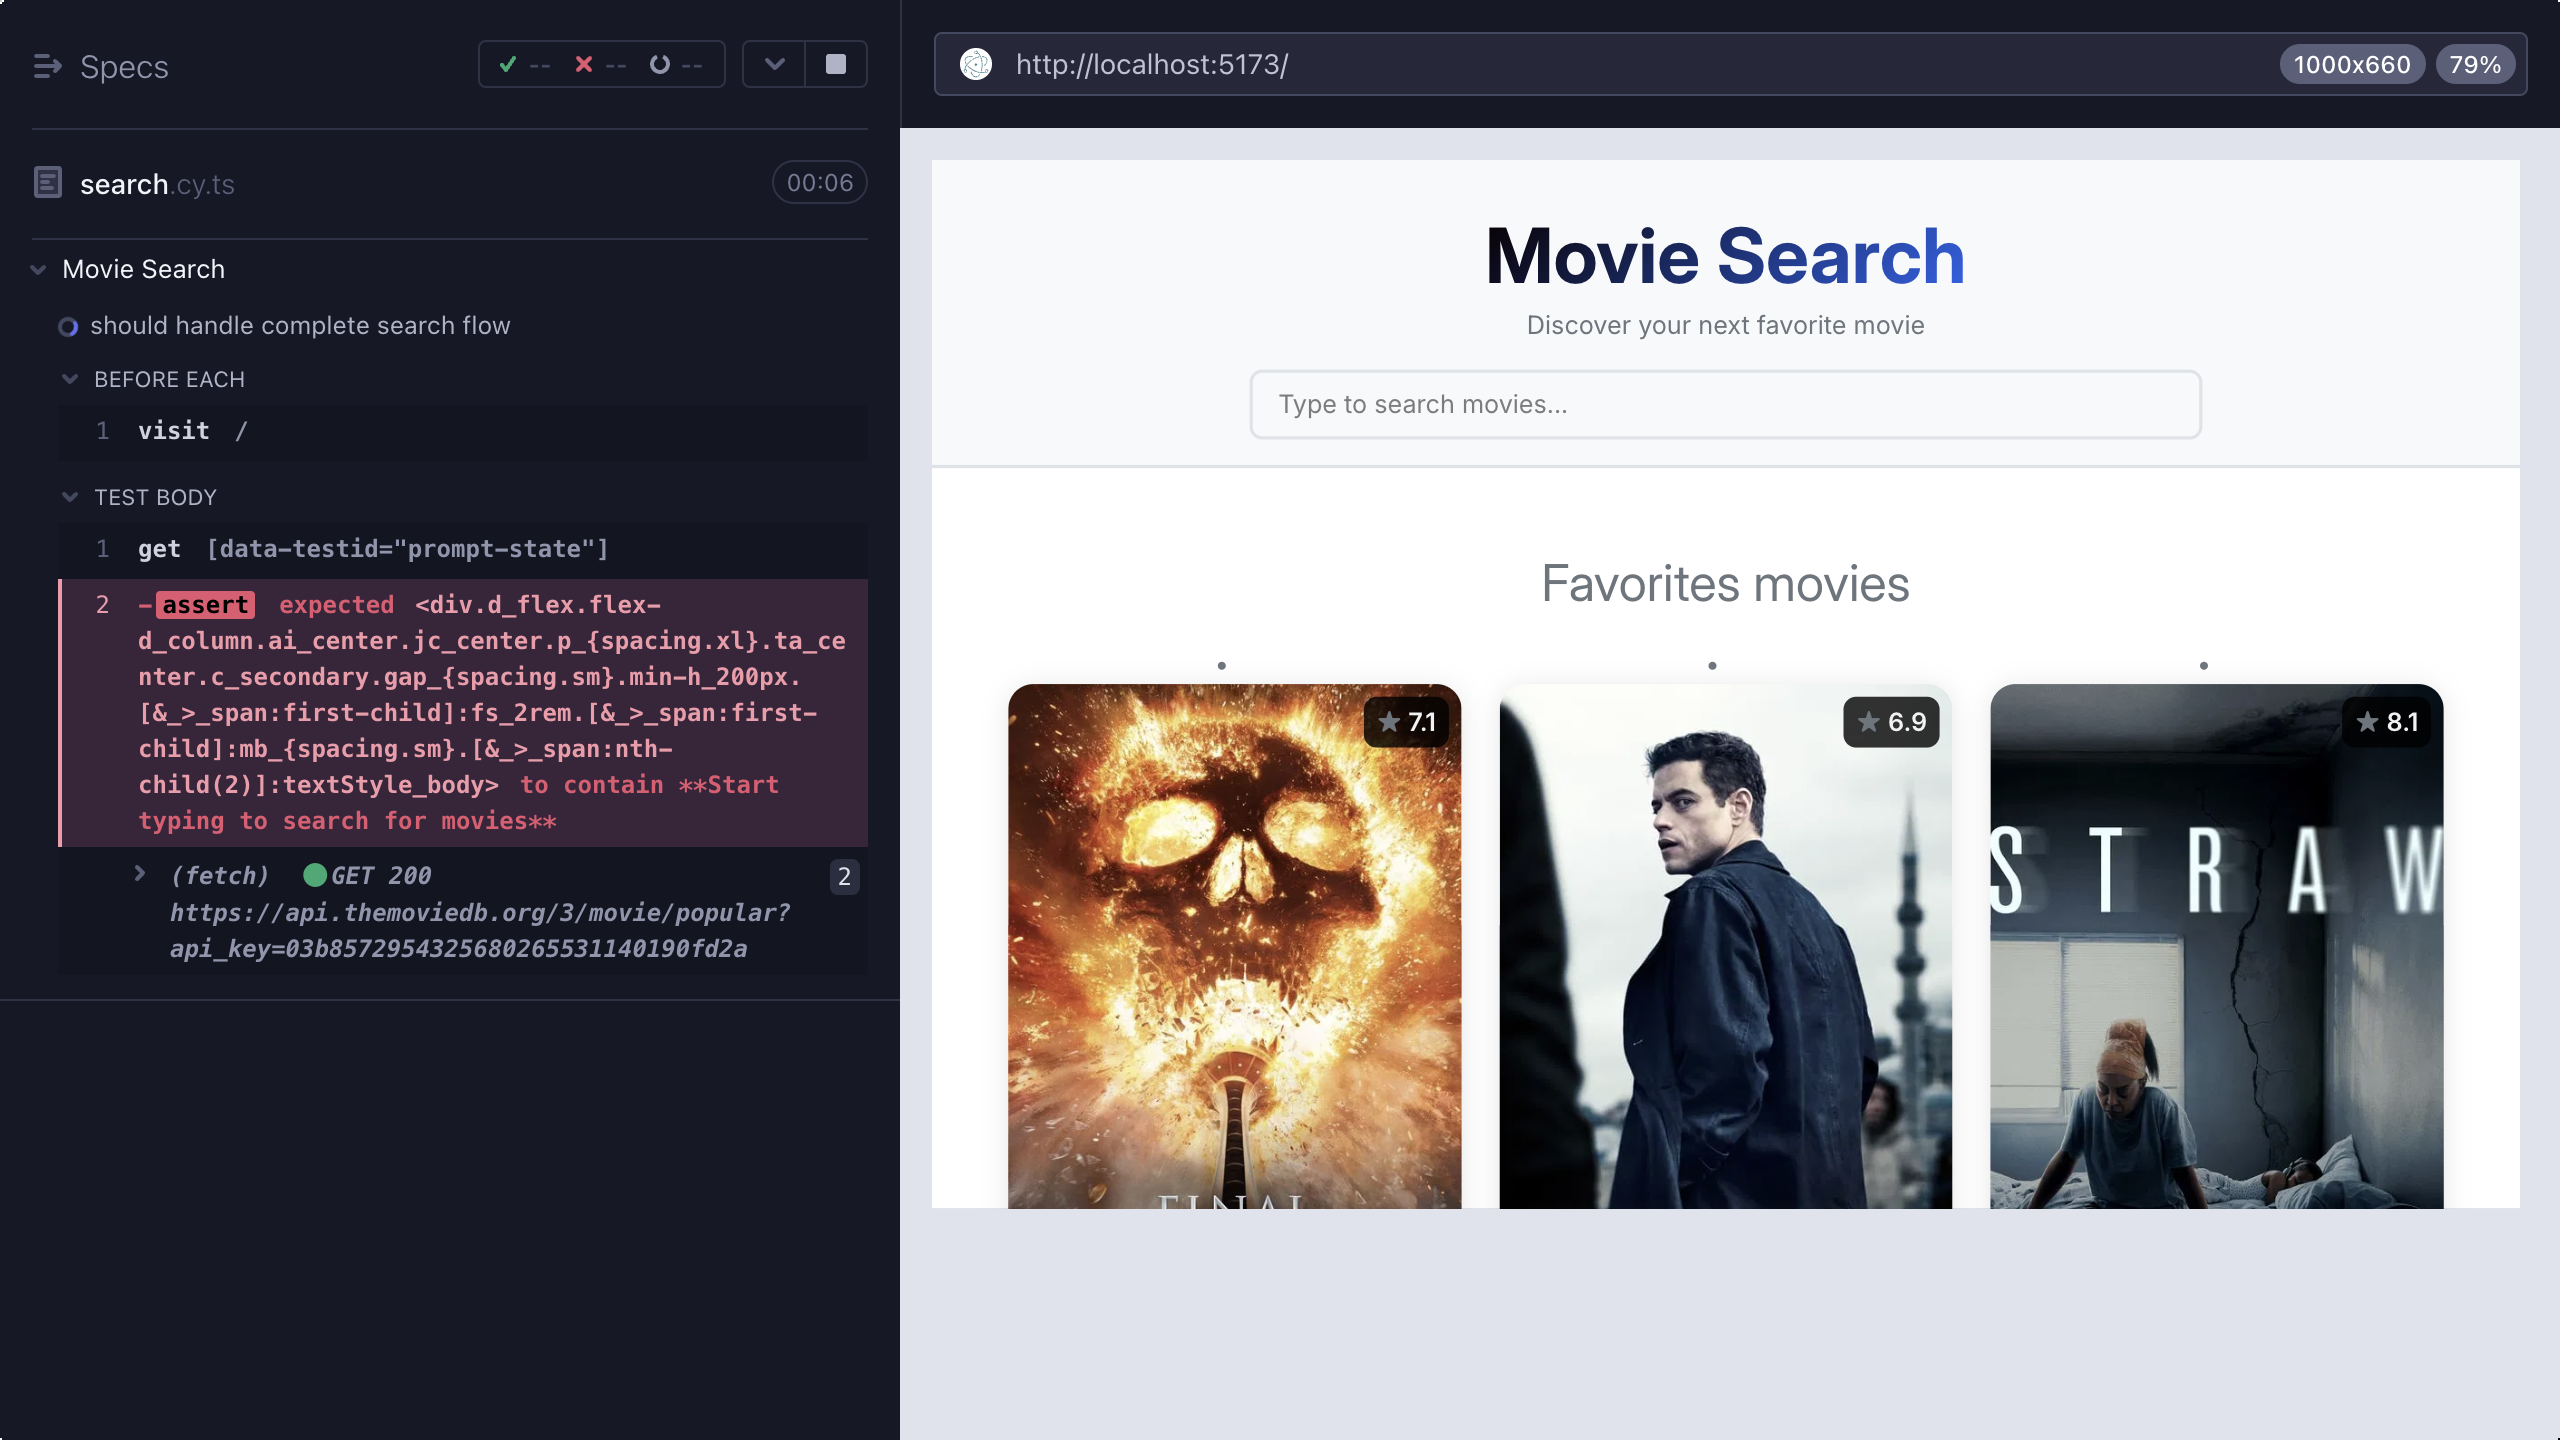 Specs
-- -- --
search.cy.ts
00:06
Movie Search
should handle complete search flow
BEFORE EACH
1 visit /
TEST BODY
1 get [data-testid="prompt-state"]
2 -assert expected <div.d_flex.flex-
d_column.ai_center.jc_center.p_{spacing.xl}.ta_ce
nter.c_secondary.gap_{spacing.sm}.min-h_200px.
[&_>_span:first-child]:fs_2rem.[&_>_span:first-
child]:mb_{spacing.sm}.[&_>_span:nth-
child(2)]:textStyle_body> to contain **Start
typing to search for movies**
(fetch) GET 200
2
https://api.themoviedb.org/3/movie/popular?
api_key=03b8572954325680265531140190fd2a
http://localhost:5173/
1000x660
79%
Movie Search
Discover your next favorite movie
Type to search movies...
Favorites movies
7.1
6.9
8.1
STRAW
FINAL